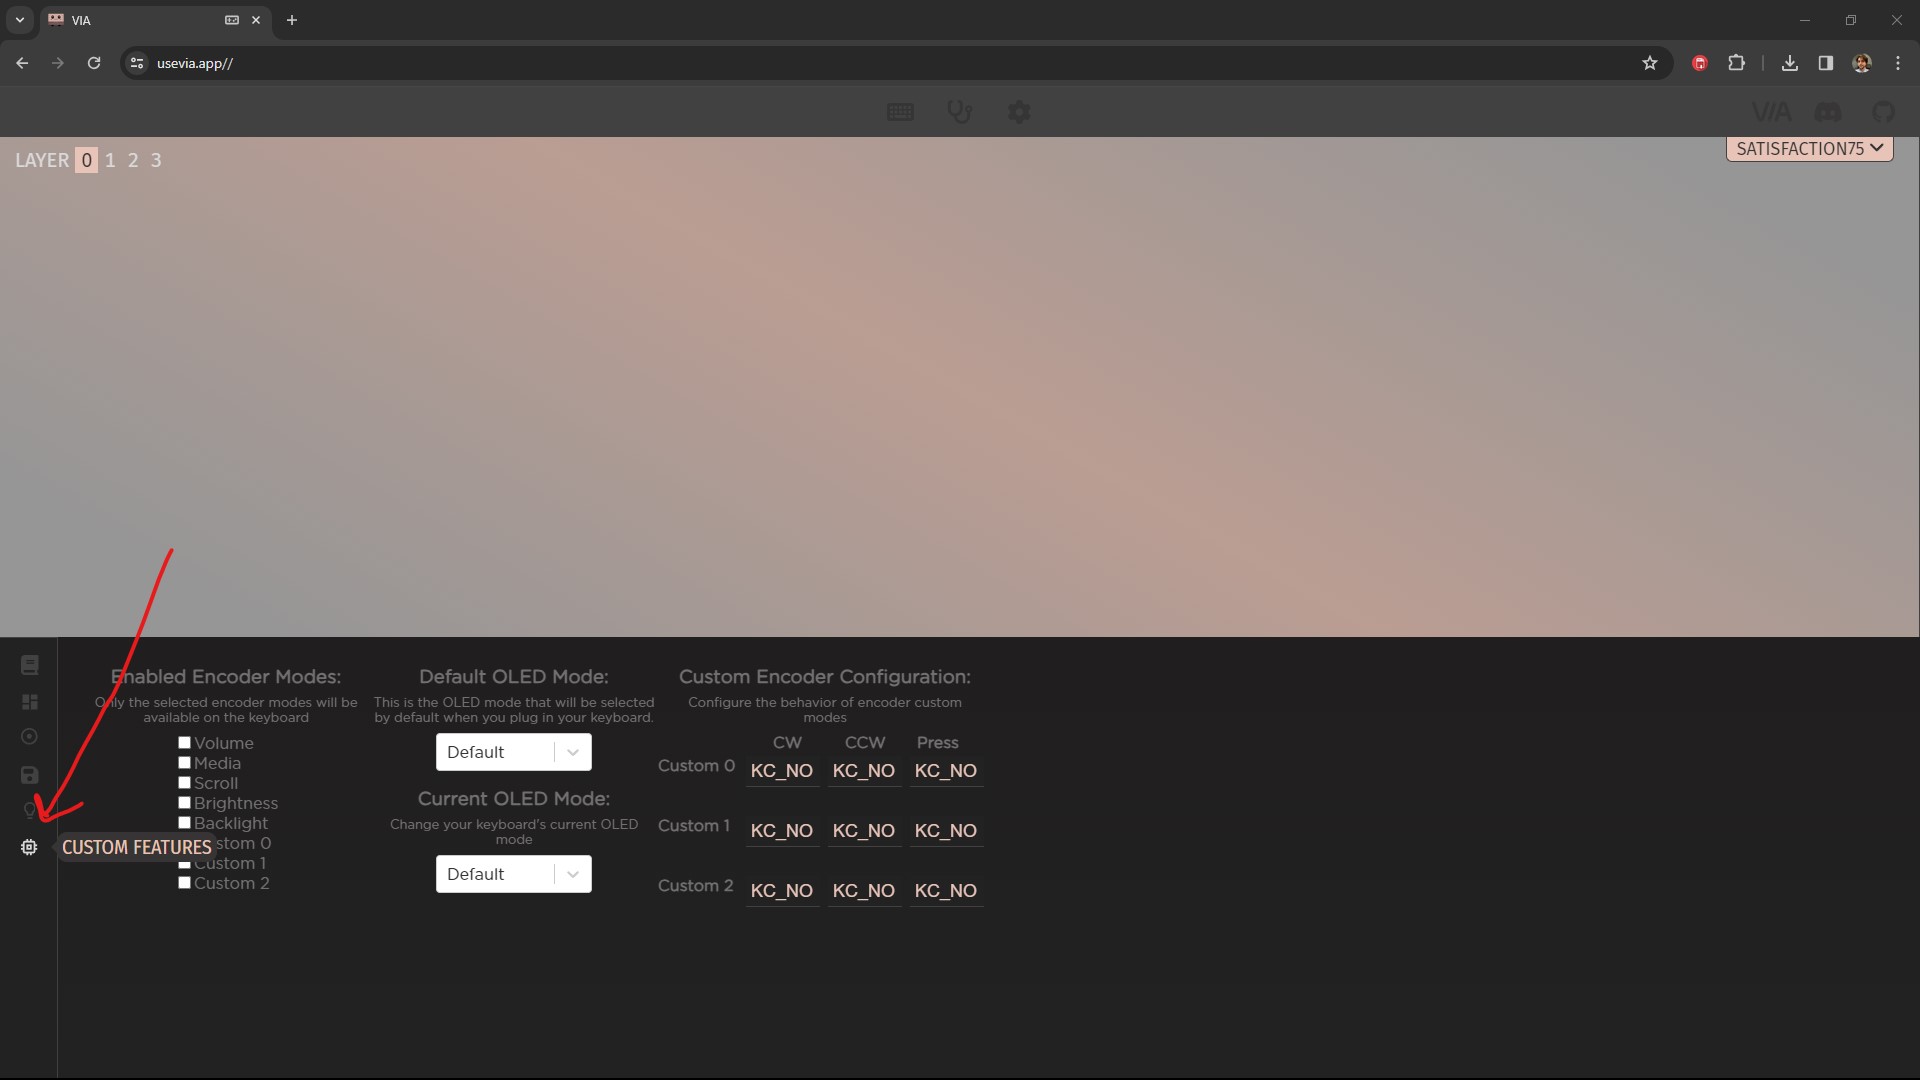 VIA
usevia.app//
VIA
LAYER 0 1 2 3
SATISFACTION75
Enabled Encoder Modes:
Only the selected encoder modes will be
available on the keyboard
Volume
Media
Scroll
Brightness
Backlight
stom 0
Custom 1
Custom 2
CUSTOM FEATURES
Default OLED Mode:
This is the OLED mode that will be selected
by default when you plug in your keyboard.
Default
Current OLED Mode:
Change your keyboard's current OLED
mode
Default
Custom Encoder Configuration:
Configure the behavior of encoder custom
modes
CW CCW Press
Custom 0 KC_NO KC_NO KC_NO
Custom 1 KC_NO KC_NO KC_NO
Custom 2 KC_NO KC_NO KC_NO